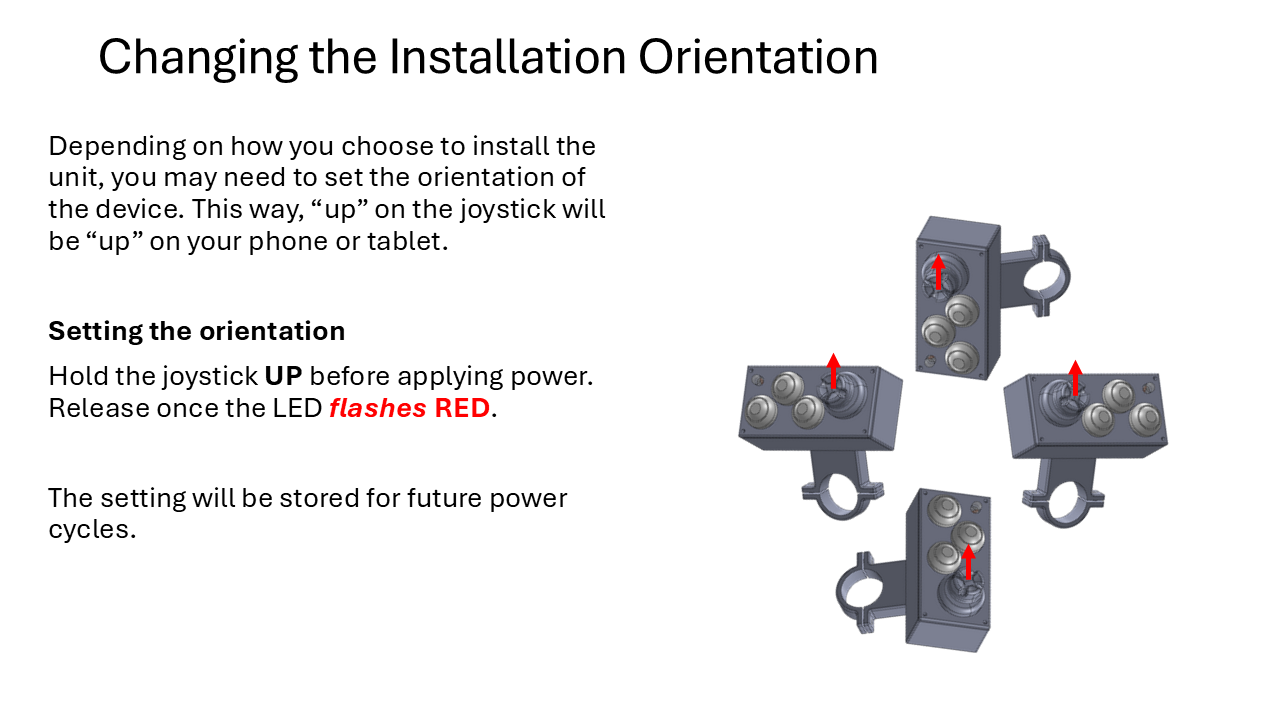 Changing the Installation Orientation
Depending on how you choose to install the
unit, you may need to set the orientation of
the device. This way, “up” on the joystick will
be “up” on your phone or tablet.
Setting the orientation
Hold the joystick UP before applying power.
Release once the LED flashes RED.
The setting will be stored for future power
cycles.